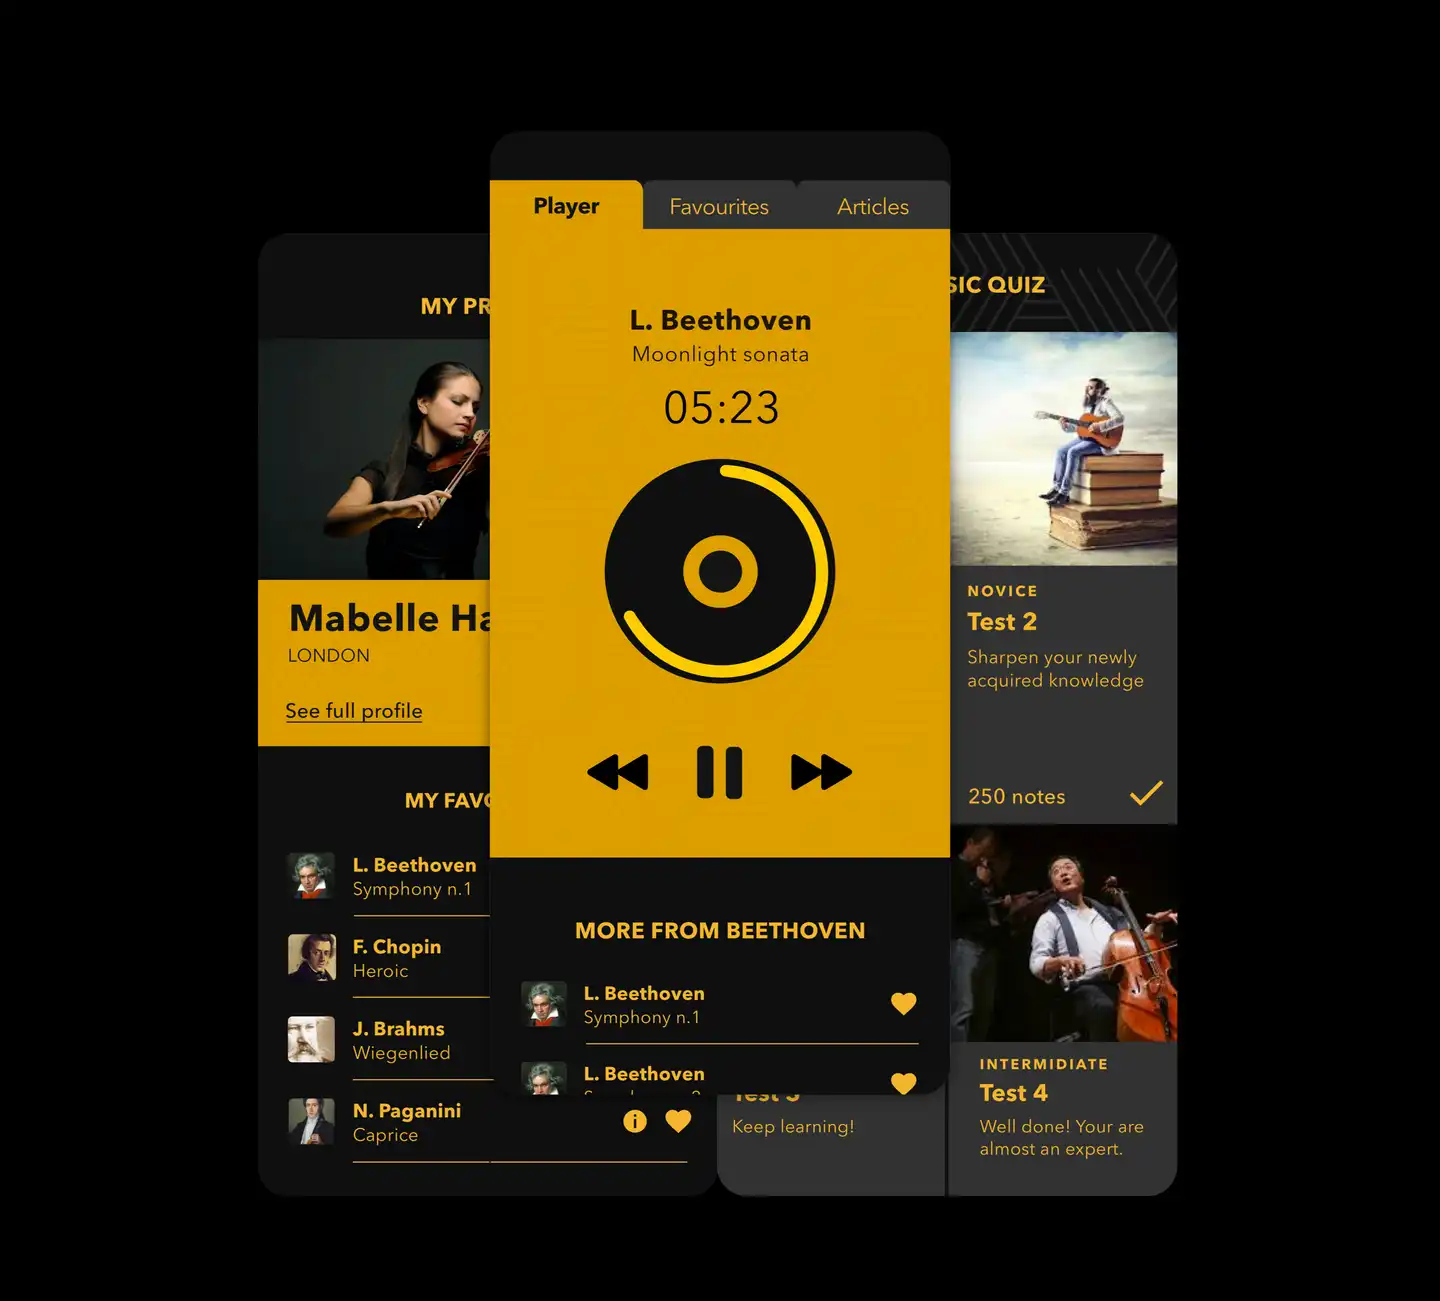 Player
Favourites
Articles
L. Beethoven
Moonlight sonata
05:23
MORE FROM BEETHOVEN
L. Beethoven
Symphony n.1
L. Beethoven
MY PR
Mabelle Ha
LONDON
See full profile
MY FAVO
L. Beethoven
Symphony n.1
F. Chopin
Heroic
J. Brahms
Wiegenlied
N. Paganini
Caprice
SIC QUIZ
NOVICE
Test 2
Sharpen your newly
acquired knowledge
250 notes
Keep learning!
INTERMIDIATE
Test 4
Well done! Your are
almost an expert.